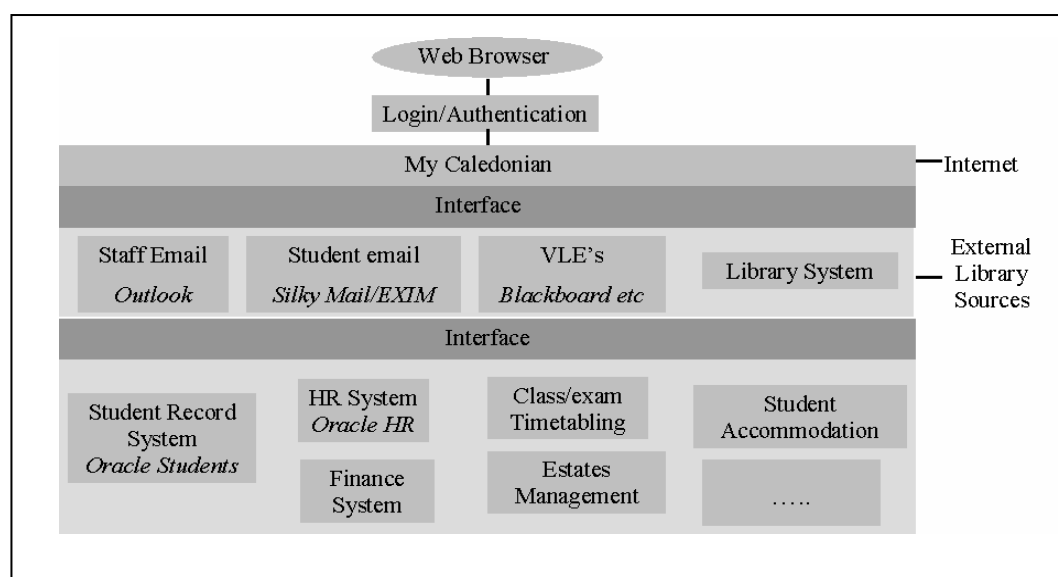 Web Browser
Login/Authentication
My Caledonian
Internet
Interface
Staff Email
Outlook
Student email
Silky Mail/EXIM
VLE's
Blackboard etc
Library System
External
Library
Sources
Interface
Student Record
System
Oracle Students
HR System
Oracle HR
Class/exam
Timetabling
Student
Accommodation
Finance
System
Estates
Management
…..